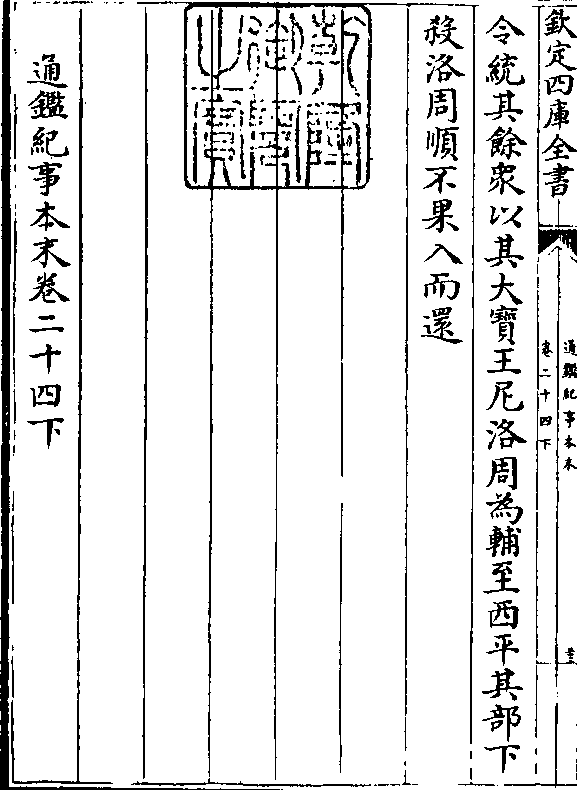 欽定四庫全書
通鑑紀事本末
卷二十四下
令統其餘衆以其大寶王尼洛周為輔至西平其部下
殺洛周順不果入而還
乾隆御覽之寶
通鑑紀事本末卷二十四下